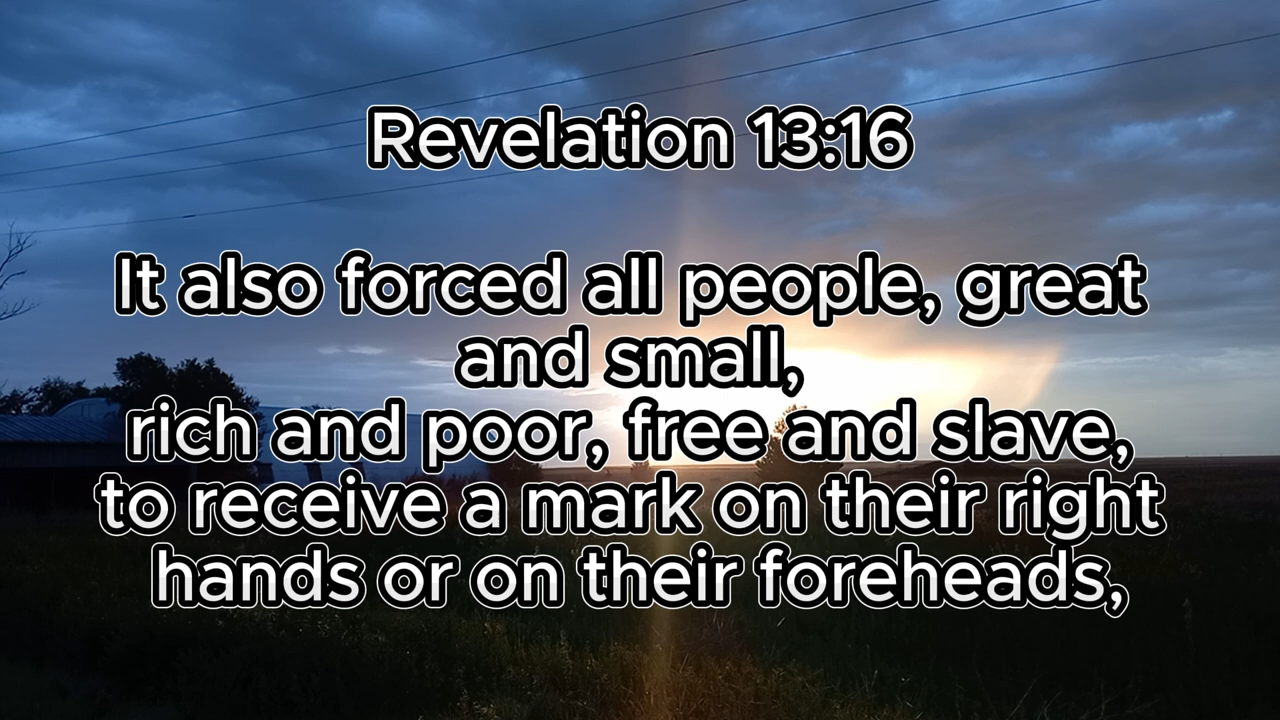 Revelation 13:16
It also forced all people, great
and small,
rich and poor, free and slave,
to receive a mark on their right
hands or on their foreheads,